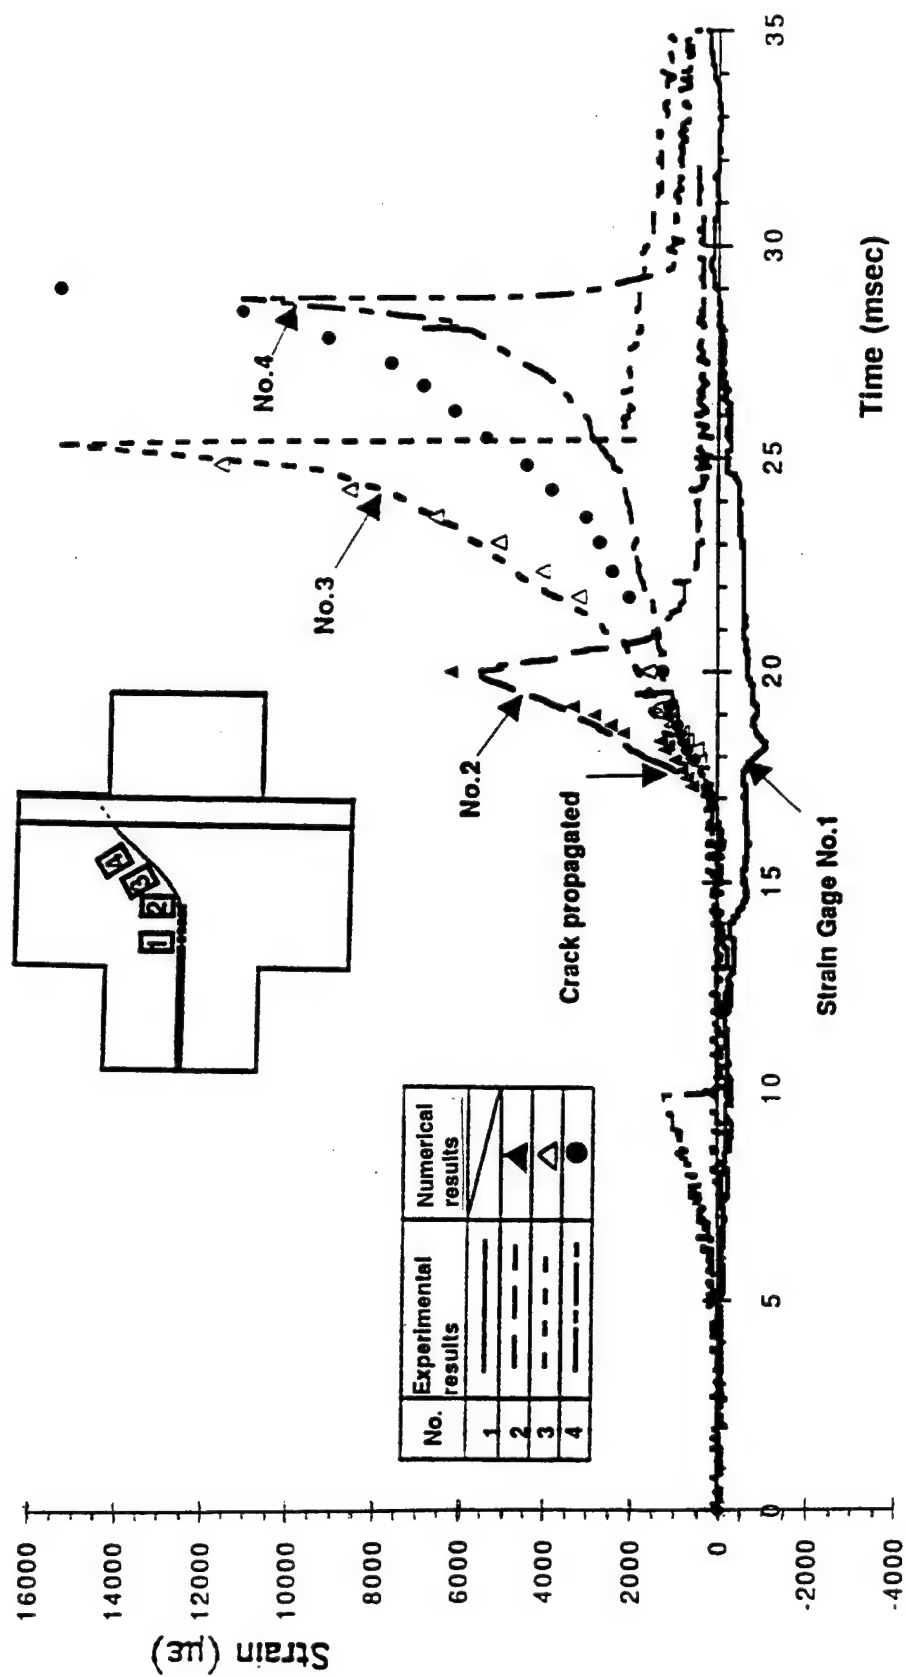 Strain (με)
16000
14000
12000
10000
8000
6000
4000
2000
0
-2000
-4000
0
5
10
15
20
25
30
35
Time (msec)
No.
Experimental
results
Numerical
results
1
2
3
4
1
2
3
4
No.2
No.3
No.4
Crack propagated
Strain Gage No.1